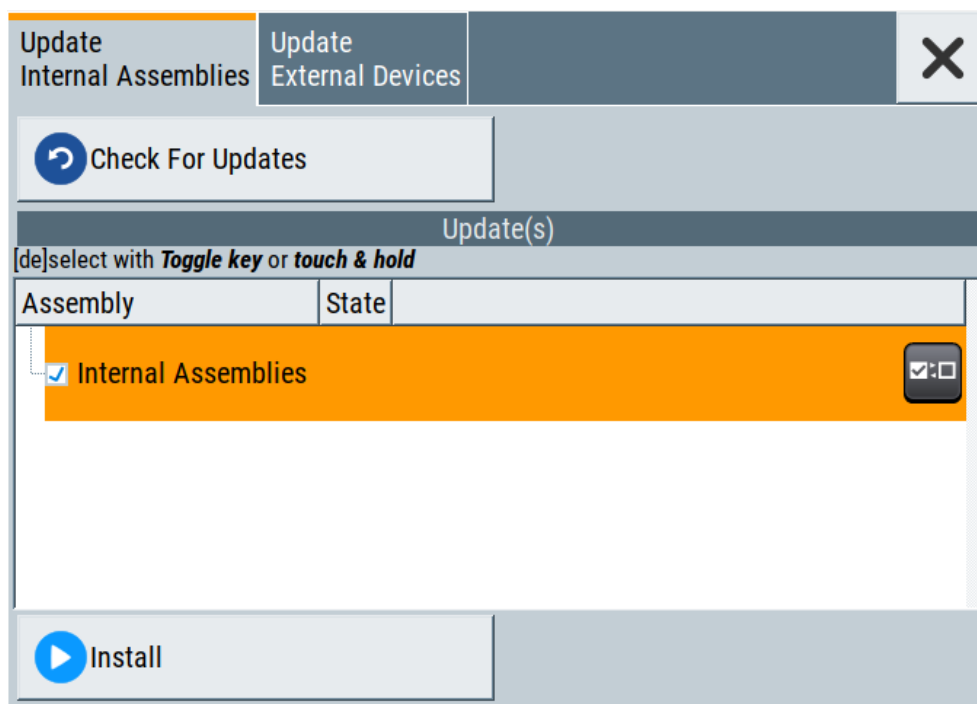 Update
Internal Assemblies
Update
External Devices
Check For Updates
Update(s)
[de]select with Toggle key or touch & hold
Assembly State
Internal Assemblies
Install